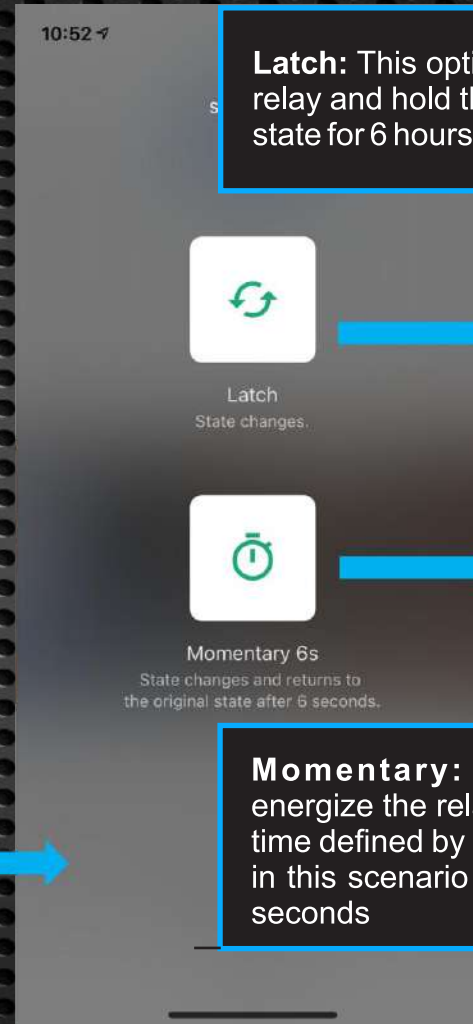 10:52
Latch: This opti
relay and hold th
state for 6 hours
s
Latch
State changes.
Momentary 6s
State changes and returns to
the original state after 6 seconds.
Momentary:
energize the rel
time defined by
in this scenario
seconds